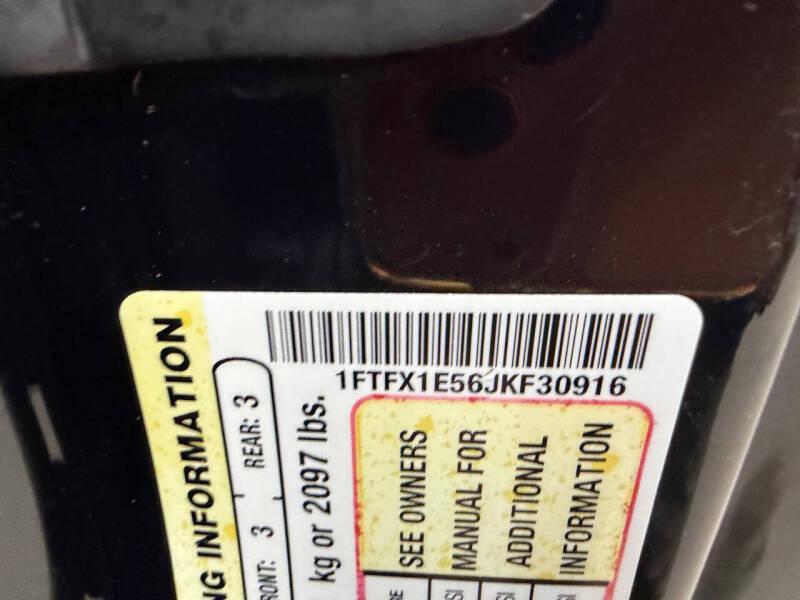 1FTFX1E56JKF30916
NG INFORMATION
RONT: 3 REAR: 3
kg or 2097 lbs.
SEE OWNERS
MANUAL FOR
ADDITIONAL
INFORMATION